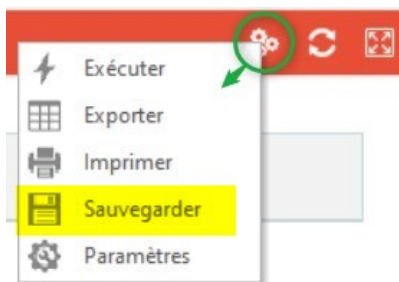 Exécuter
Exporter
Imprimer
Sauvegarder
Paramètres